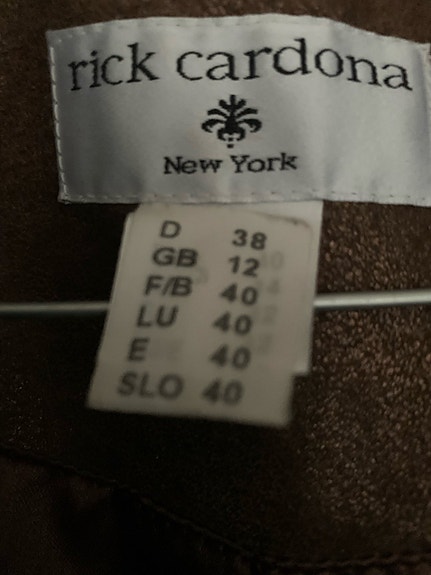 rick cardona
New York
D 38
GB 12
F/B 40
LU 40
E 40
SLO 40